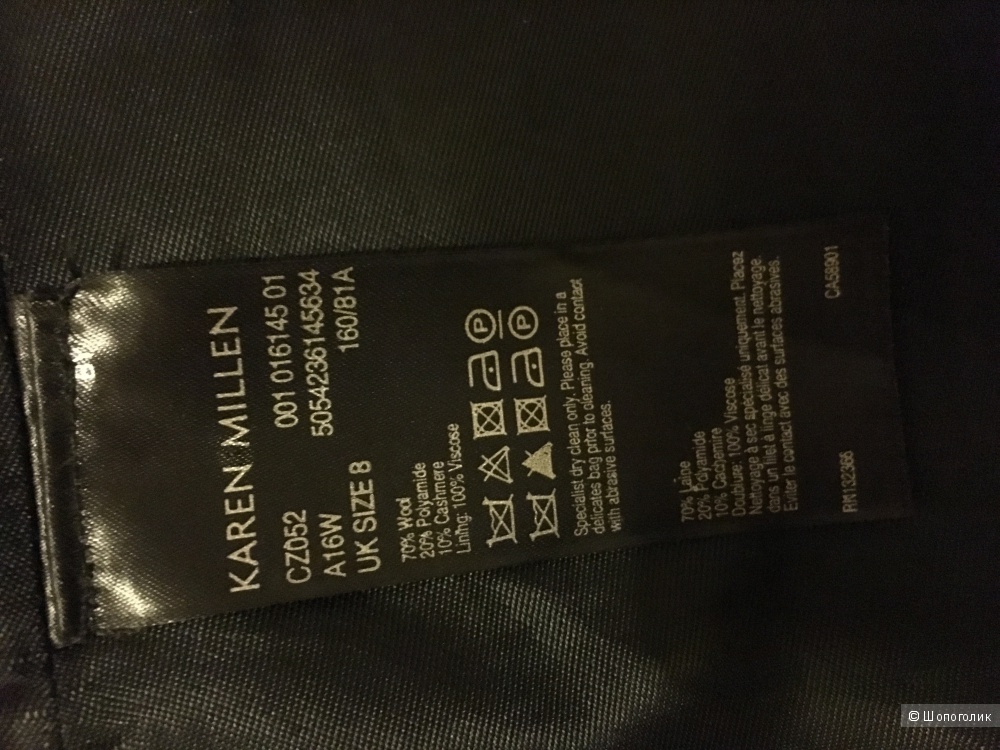 KAREN MILLEN
CZ052 001 016145 01
A16W 5054236145634
UK SIZE 8 160/81A
70% Wool
20% Polyamide
10% Cashmere
Lining: 100% Viscose
P
P
Specialist dry clean only. Please place in a
delicates bag prior to cleaning. Avoid contact
with abrasive surfaces.
70% Laine
20% Polyamide
10% Cachemire
Doublure: 100% Viscose
Nettoyage à sec specialisé uniquement. Placez
dans un filet à linge délicat avant le nettoyage.
Eviter le contact avec des surfaces abrasives.
RM132366 CA58901
© Шопоголик